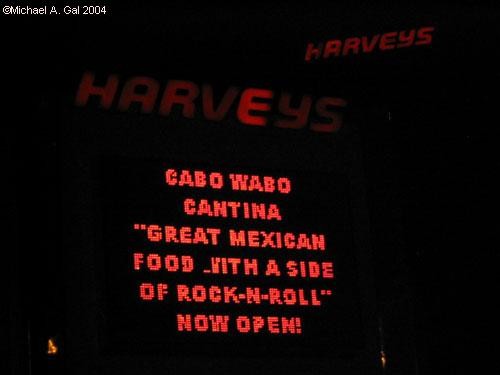 ©Michael A. Gal 2004
HARVEYS
HARVEYS
CABO WABO
CANTINA
"GREAT MEXICAN
FOOD WITH A SIDE
OF ROCK-N-ROLL"
NOW OPEN!